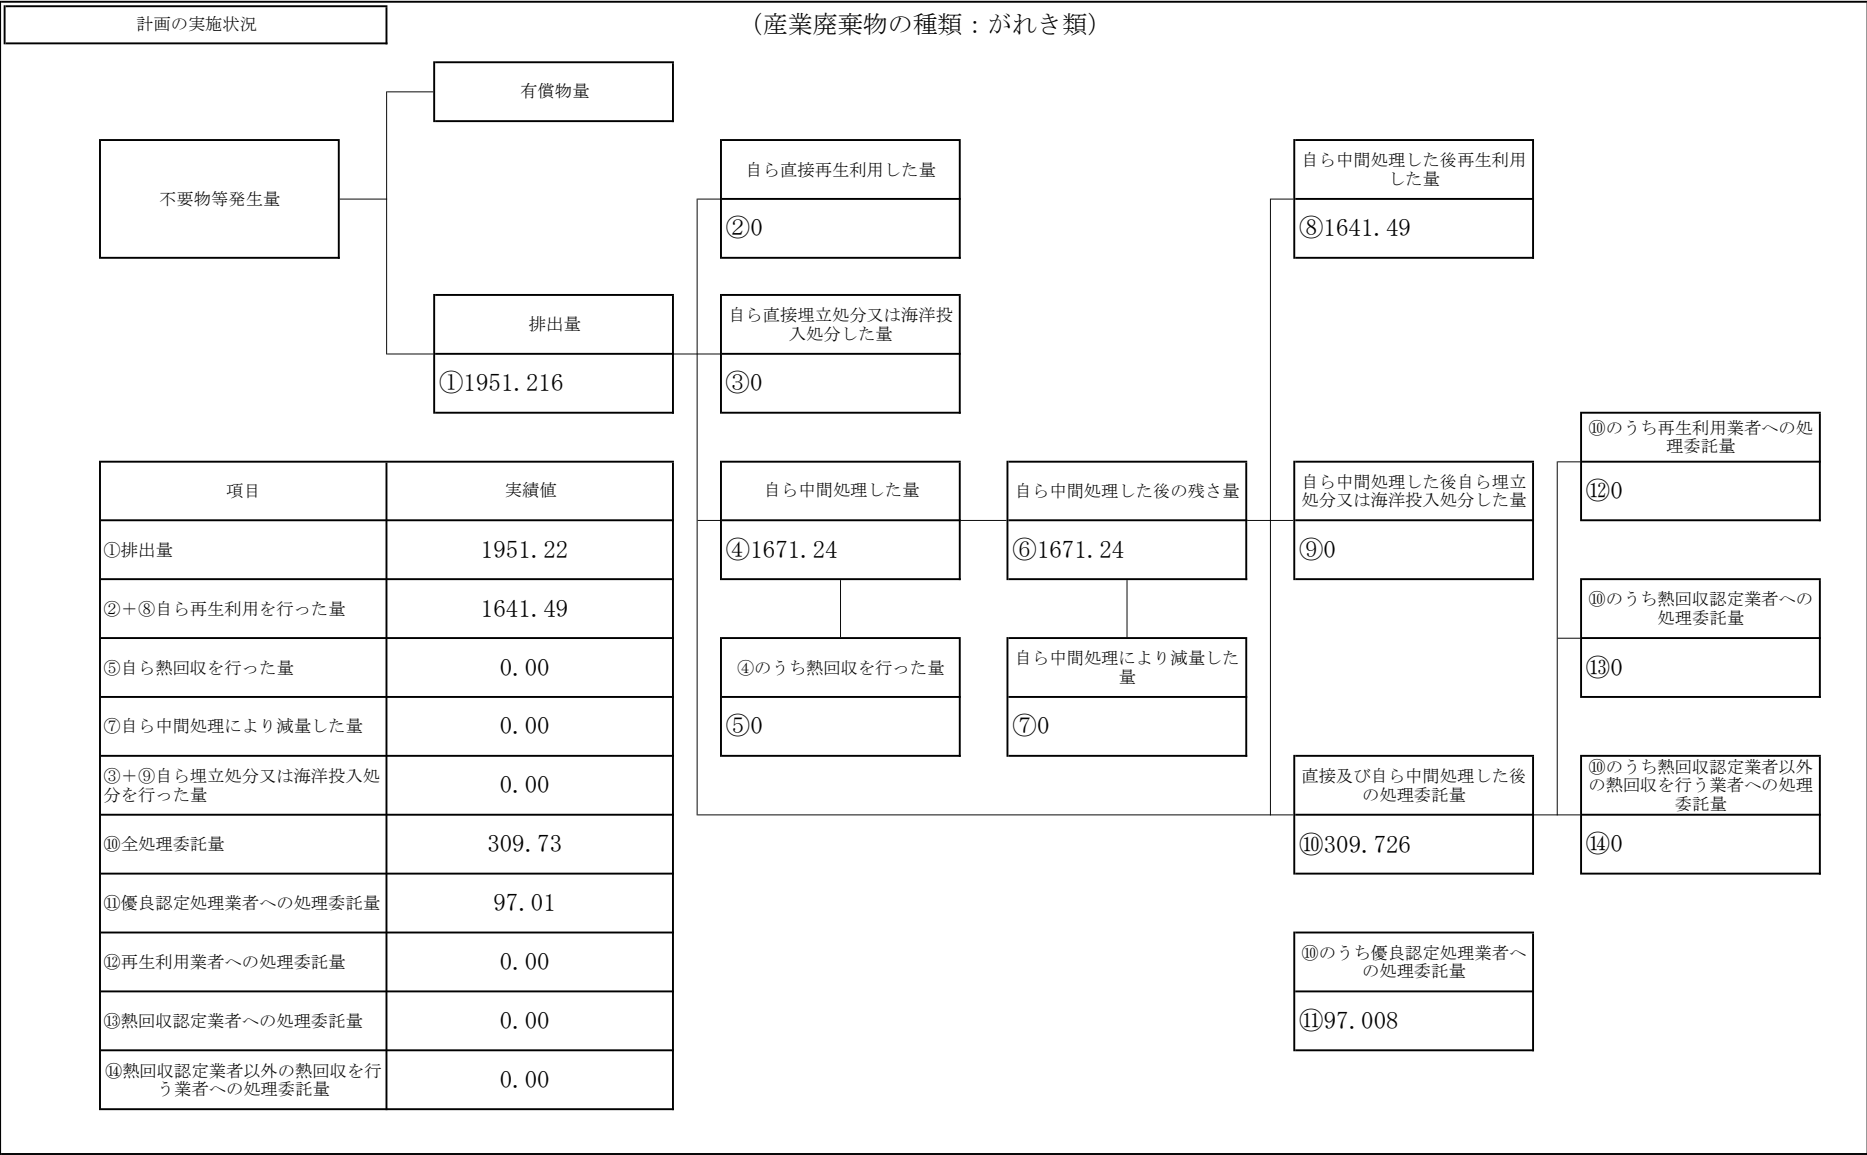 計画の実施状況
（産業廃棄物の種類：がれき類）
有償物量
不要物等発生量
排出量
①1951.216
自ら直接再生利用した量
②0
自ら直接埋立処分又は海洋投
入処分した量
③0
自ら中間処理した後再生利用
した量
⑧1641.49
自ら中間処理した量
④1671.24
自ら中間処理した後の残さ量
⑥1671.24
自ら中間処理した後自ら埋立
処分又は海洋投入処分した量
⑨0
⑩のうち再生利用業者への処
理委託量
⑫0
④のうち熱回収を行った量
⑤0
自ら中間処理により減量した
量
⑦0
⑩のうち熱回収認定業者への
処理委託量
⑬0
直接及び自ら中間処理した後
の処理委託量
⑩309.726
⑩のうち熱回収認定業者以外
の熱回収を行う業者への処理
委託量
⑭0
⑩のうち優良認定処理業者へ
の処理委託量
⑪97.008
項目 実績値
①排出量 1951.22
②＋⑧自ら再生利用を行った量 1641.49
⑤自ら熱回収を行った量 0.00
⑦自ら中間処理により減量した量 0.00
③＋⑨自ら埋立処分又は海洋投入処
分を行った量 0.00
⑩全処理委託量 309.73
⑪優良認定処理業者への処理委託量 97.01
⑫再生利用業者への処理委託量 0.00
⑬熱回収認定業者への処理委託量 0.00
⑭熱回収認定業者以外の熱回収を行
う業者への処理委託量 0.00